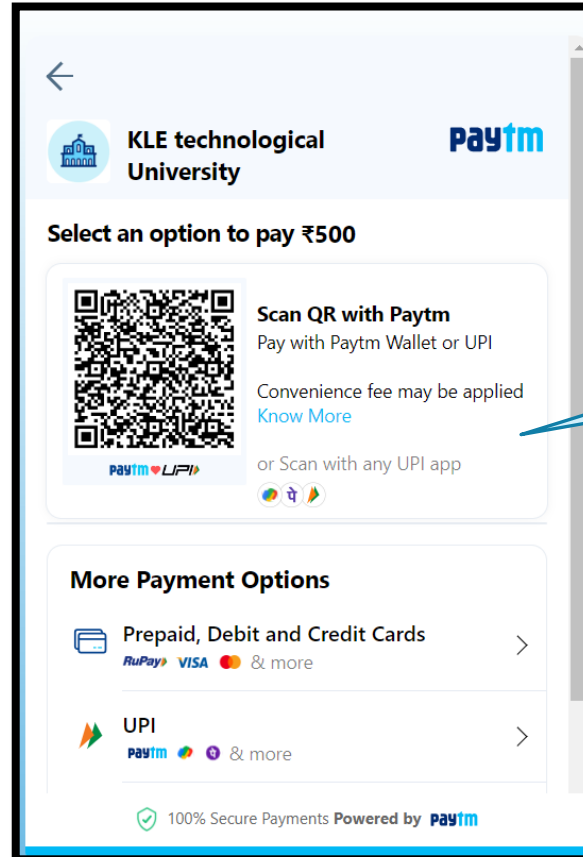 KLE technological
University
paytm
Select an option to pay ₹500
Scan QR with Paytm
Pay with Paytm Wallet or UPI
Convenience fee may be applied
Know More
paytm UPI
or Scan with any UPI app
पे
More Payment Options
Prepaid, Debit and Credit Cards
RuPay VISA & more
UPI
paytm पे & more
100% Secure Payments Powered by paytm